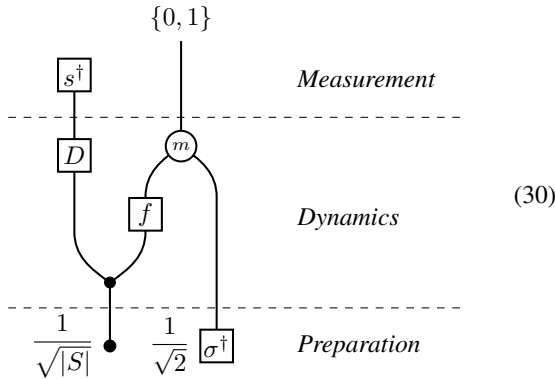 {0, 1}
s† Measurement
D m
f Dynamics (30)
1/√|S| 1/√2 σ† Preparation